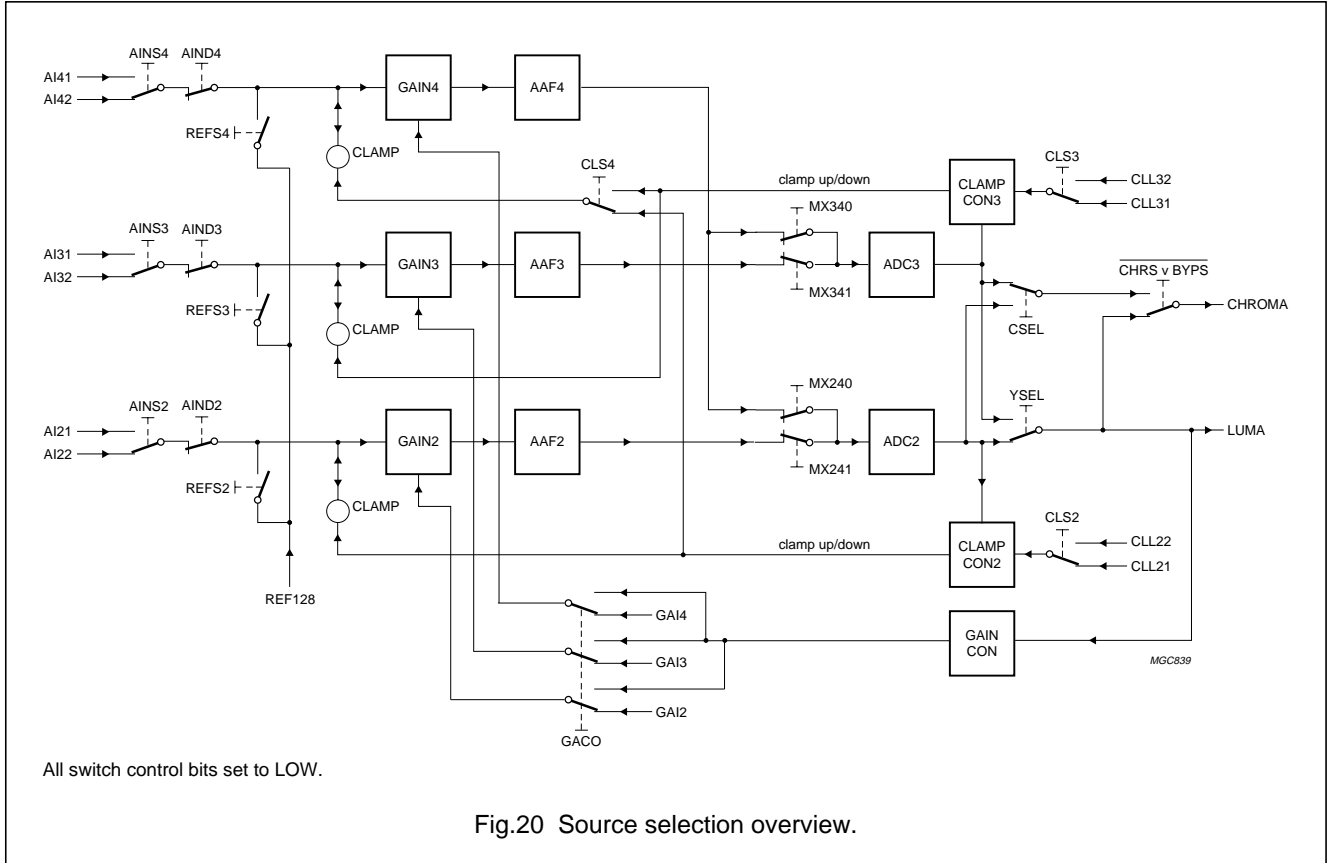 AINS4 AIND4
AI41
AI42
GAIN4
AAF4
REFS4
CLAMP
CLS4
clamp up/down
CLAMP
CON3
CLS3
CLL32
CLL31
AINS3 AIND3
AI31
AI32
GAIN3
AAF3
MX340
MX341
ADC3
REFS3
CLAMP
CSEL
CHRS v BYPS
CHROMA
AINS2 AIND2
AI21
AI22
GAIN2
AAF2
MX240
MX241
ADC2
YSEL
LUMA
REFS2
CLAMP
clamp up/down
CLAMP
CON2
CLS2
CLL22
CLL21
REF128
GAI4
GAI3
GAI2
GACO
GAIN
CON
MGC839
All switch control bits set to LOW.
Fig.20 Source selection overview.